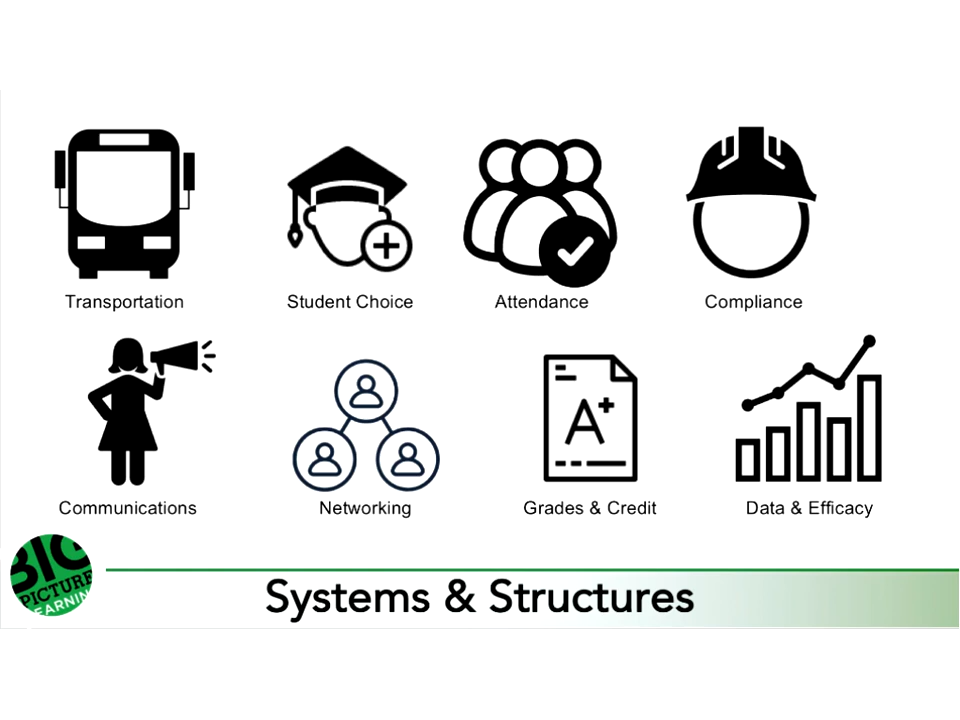 Transportation
Student Choice
Attendance
Compliance
A+
Communications
Networking
Grades & Credit
Data & Efficacy
BIG
PICTURE
LEARNING
Systems & Structures